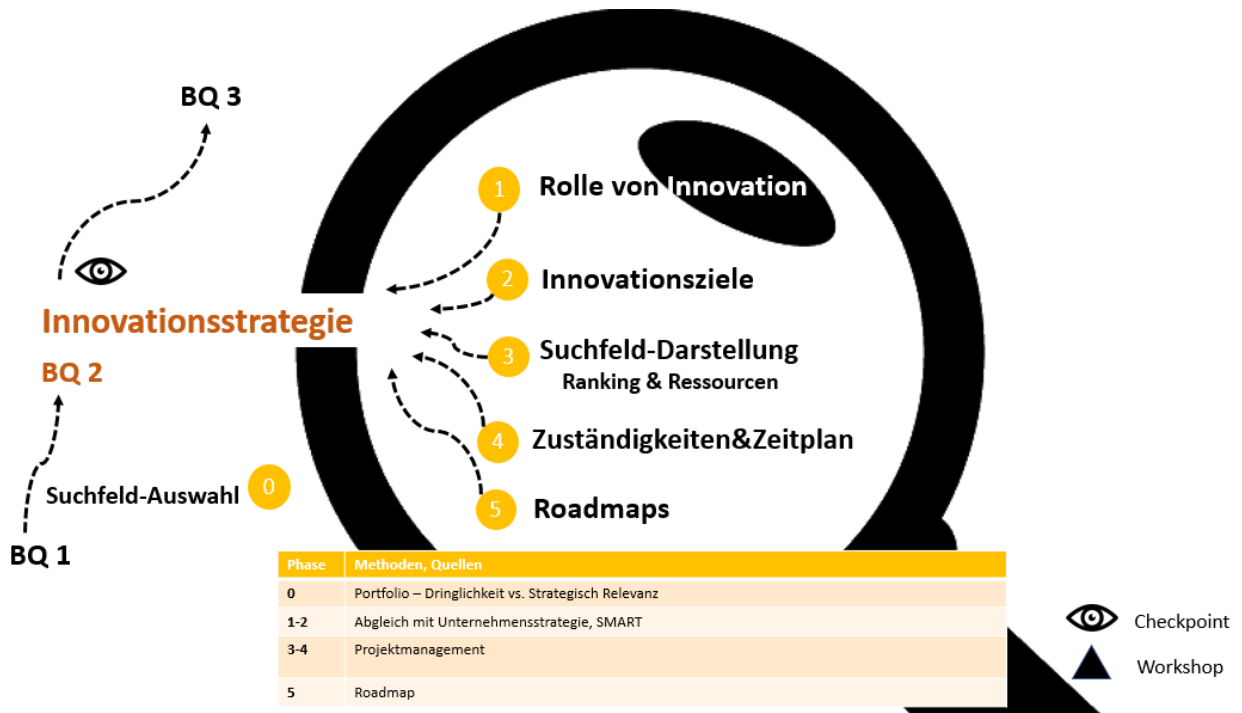 BQ 3
1 Rolle von Innovation
2 Innovationsziele
Innovationsstrategie
3 Suchfeld-Darstellung
Ranking & Ressourcen
BQ 2
4 Zuständigkeiten&Zeitplan
Suchfeld-Auswahl 0
5 Roadmaps
BQ 1
Phase Methoden, Quellen
0 Portfolio – Dringlichkeit vs. Strategisch Relevanz
1-2 Abgleich mit Unternehmensstrategie, SMART
3-4 Projektmanagement
5 Roadmap
Checkpoint
Workshop